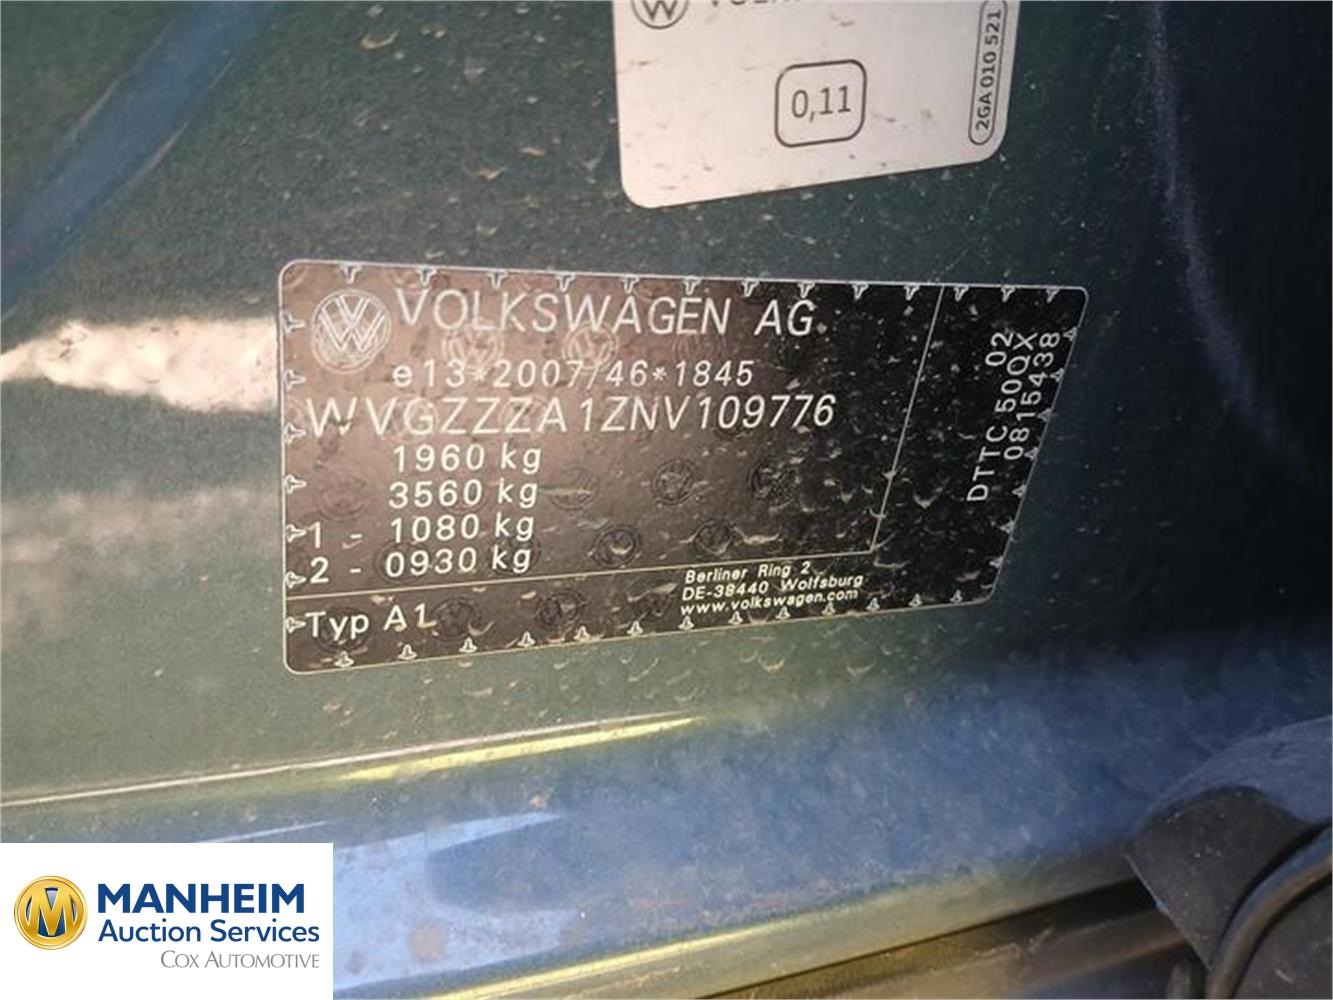 0,11
2GA 010 521
VOLKSWAGEN AG
e13*2007/46*1845
WVGZZZA1ZNV109776
1960 kg
3560 kg
1 - 1080 kg
2 - 0930 kg
Typ A1
Berliner Ring 2
DE-38440 Wolfsburg
www.volkswagen.com
02
DTTC50QX
0815438
MANHEIM
Auction Services
COX AUTOMOTIVE